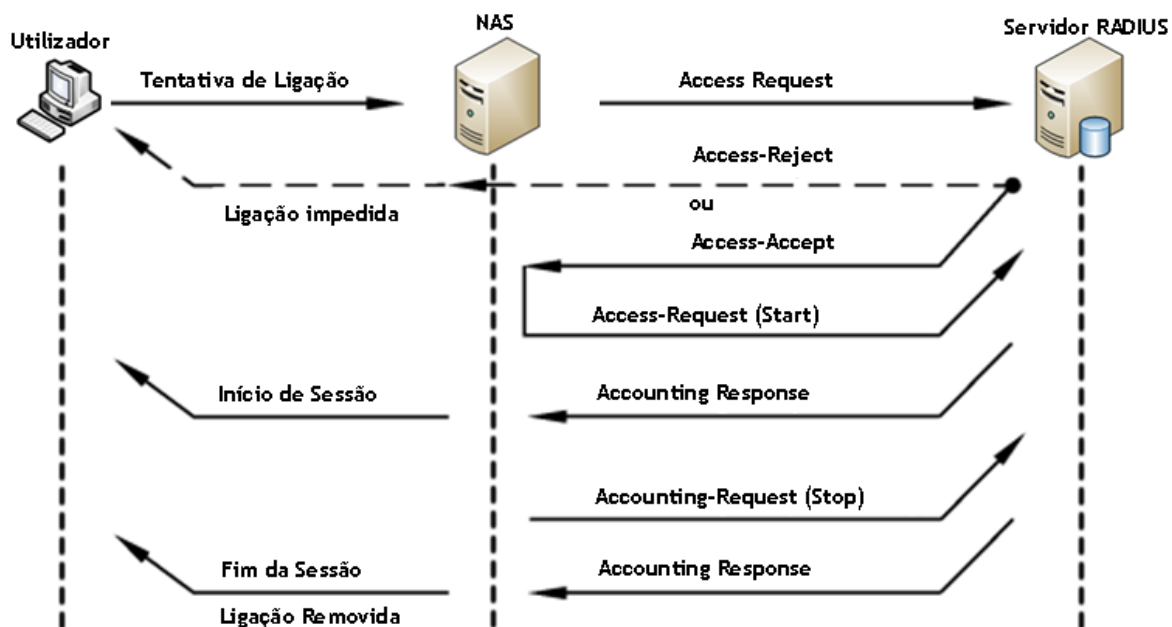 NAS
Utilizador
Servidor RADIUS
Tentativa de Ligação
Access Request
Access-Reject
Ligação impedida
ou
Access-Accept
Access-Request (Start)
Início de Sessão
Accounting Response
Accounting-Request (Stop)
Fim da Sessão
Accounting Response
Ligação Removida